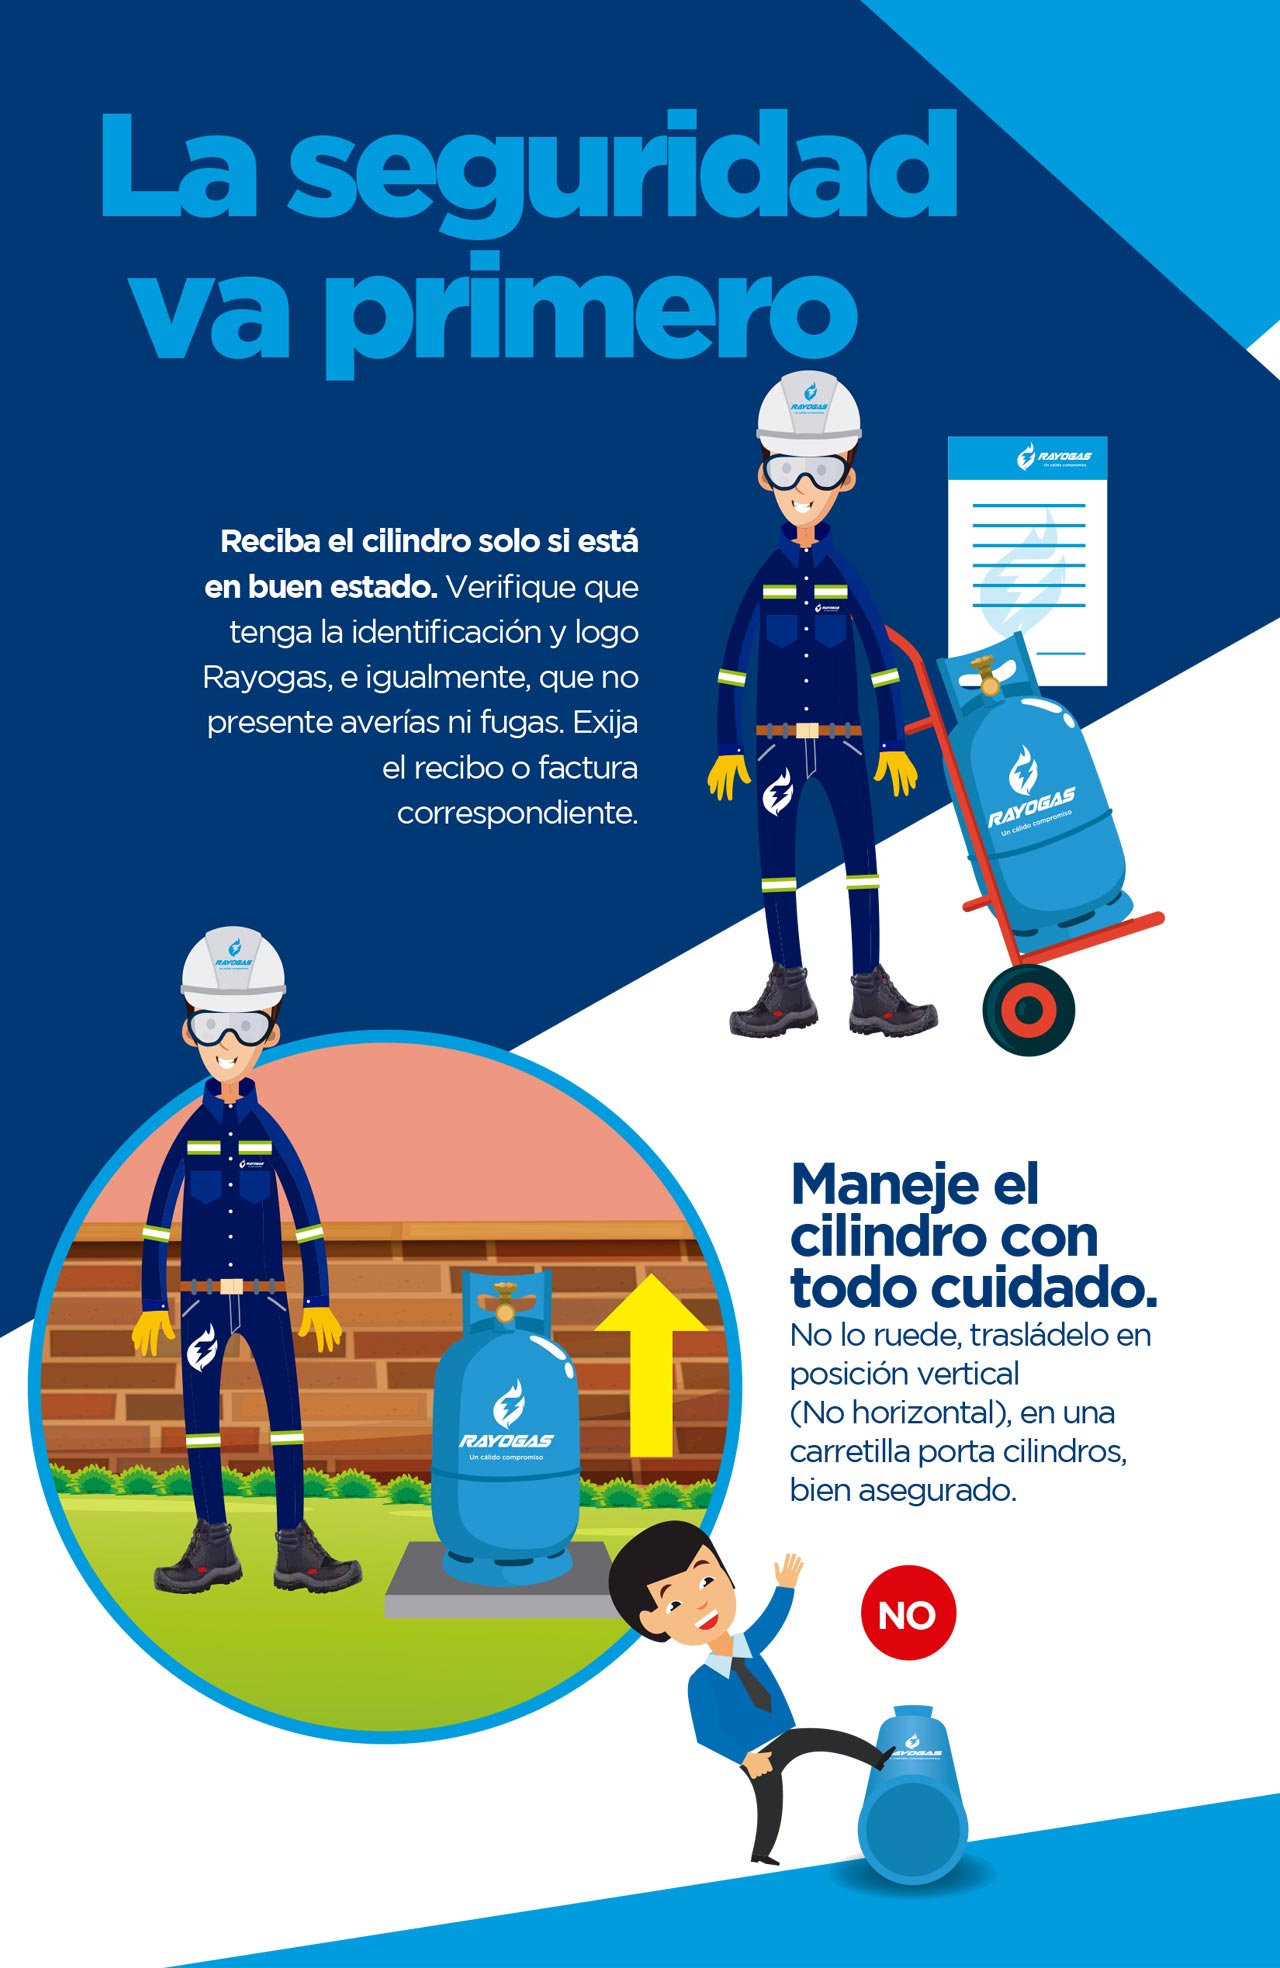 La seguridad
va primero
RAYOGAS
RAYOGAS
Un cálido compromiso
Reciba el cilindro solo si está
en buen estado. Verifique que
tenga la identificación y logo
Rayogas, e igualmente, que no
presente averías ni fugas. Exija
el recibo o factura
correspondiente.
RAYOGAS
RAYOGAS
Un cálido compromiso
RAYOGAS
RAYOGAS
Maneje el
cilindro con
todo cuidado.
No lo ruede, trasládelo en
posición vertical
(No horizontal), en una
carretilla porta cilindros,
bien asegurado.
RAYOGAS
Un cálido compromiso
NO